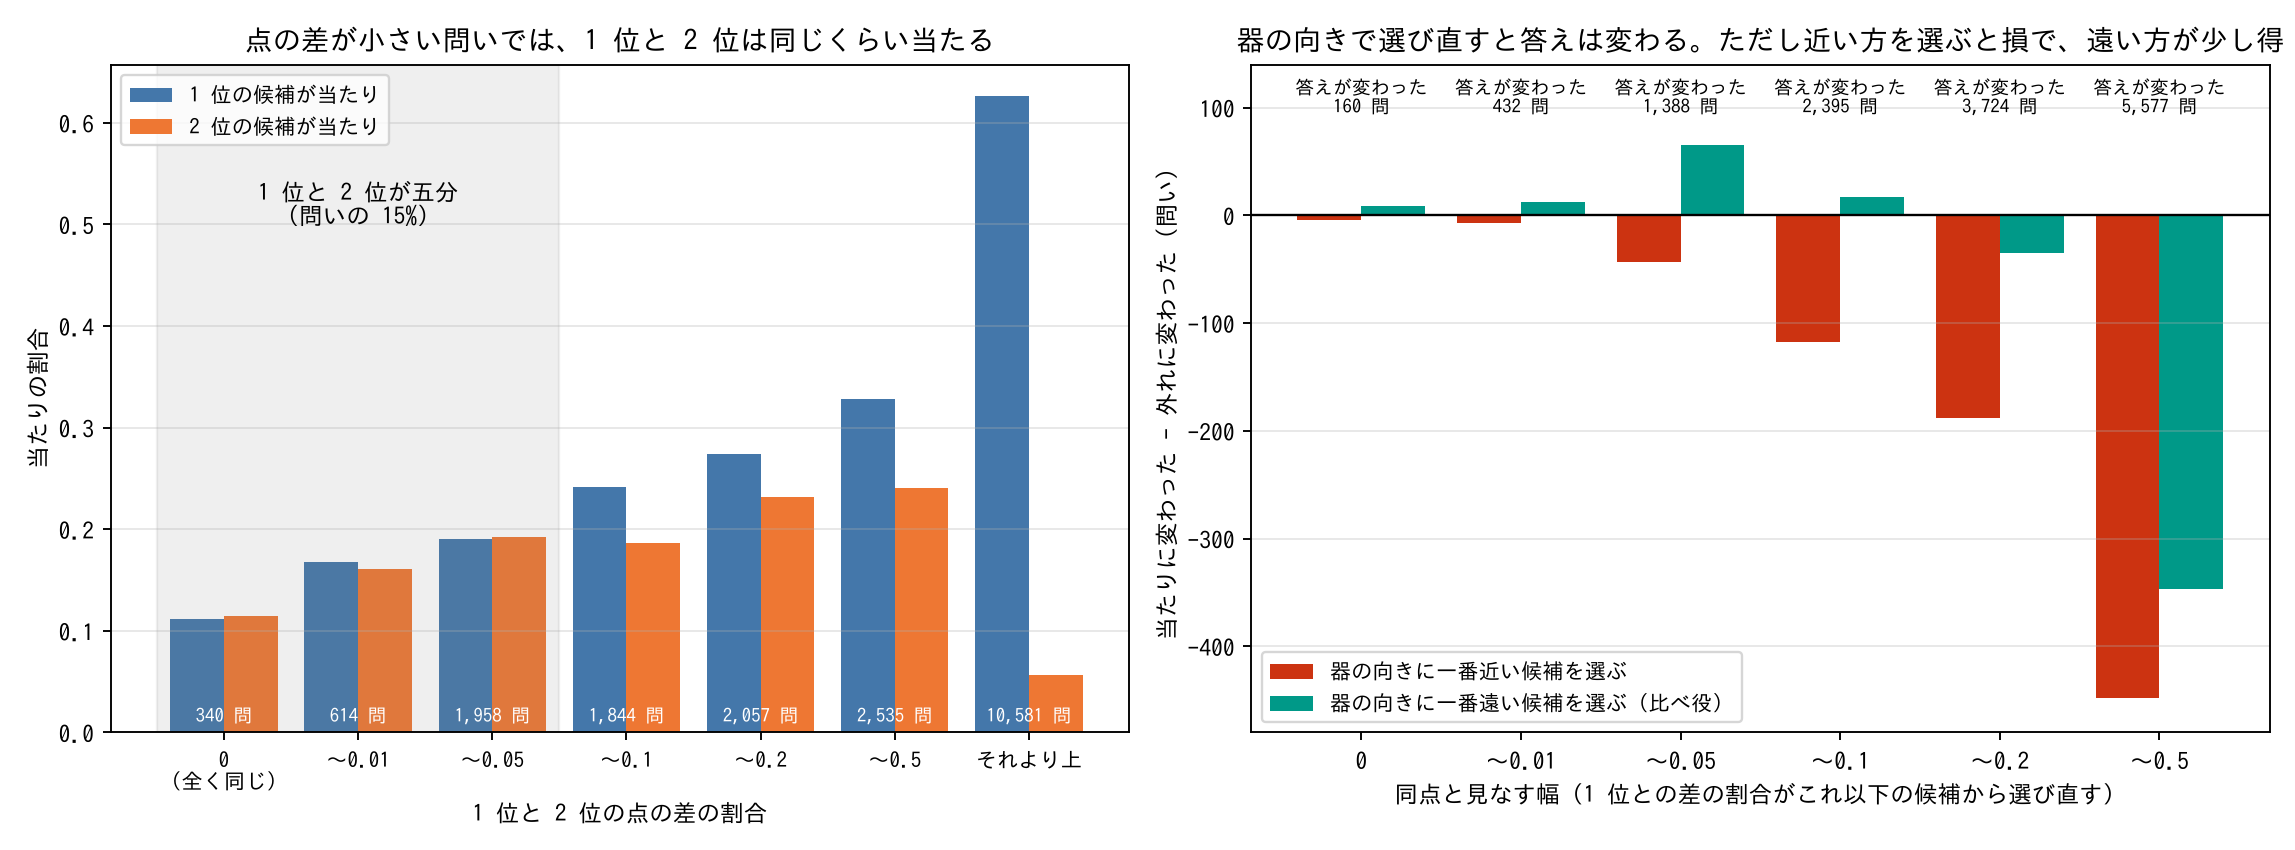 点の差が小さい問いでは、1 位と 2 位は同じくらい当たる
1 位の候補が当たり
2 位の候補が当たり
1 位と 2 位が五分
(問いの 15%)
当たりの割合
0.6
0.5
0.4
0.3
0.2
0.1
0.0
340 問
614 問
1,958 問
1,844 問
2,057 問
2,535 問
10,581 問
0
(全く同じ)
～0.01
～0.05
～0.1
～0.2
～0.5
それより上
1 位と 2 位の点の差の割合
器の向きで選び直すと答えは変わる。ただし近い方を選ぶと損で、遠い方が少し得
答えが変わった
160 問
答えが変わった
432 問
答えが変わった
1,388 問
答えが変わった
2,395 問
答えが変わった
3,724 問
答えが変わった
5,577 問
当たりに変わった - 外れに変わった (問い)
100
0
-100
-200
-300
-400
器の向きに一番近い候補を選ぶ
器の向きに一番遠い候補を選ぶ (比べ役)
0
～0.01
～0.05
～0.1
～0.2
～0.5
同点と見なす幅 (1 位との差の割合がこれ以下の候補から選び直す)